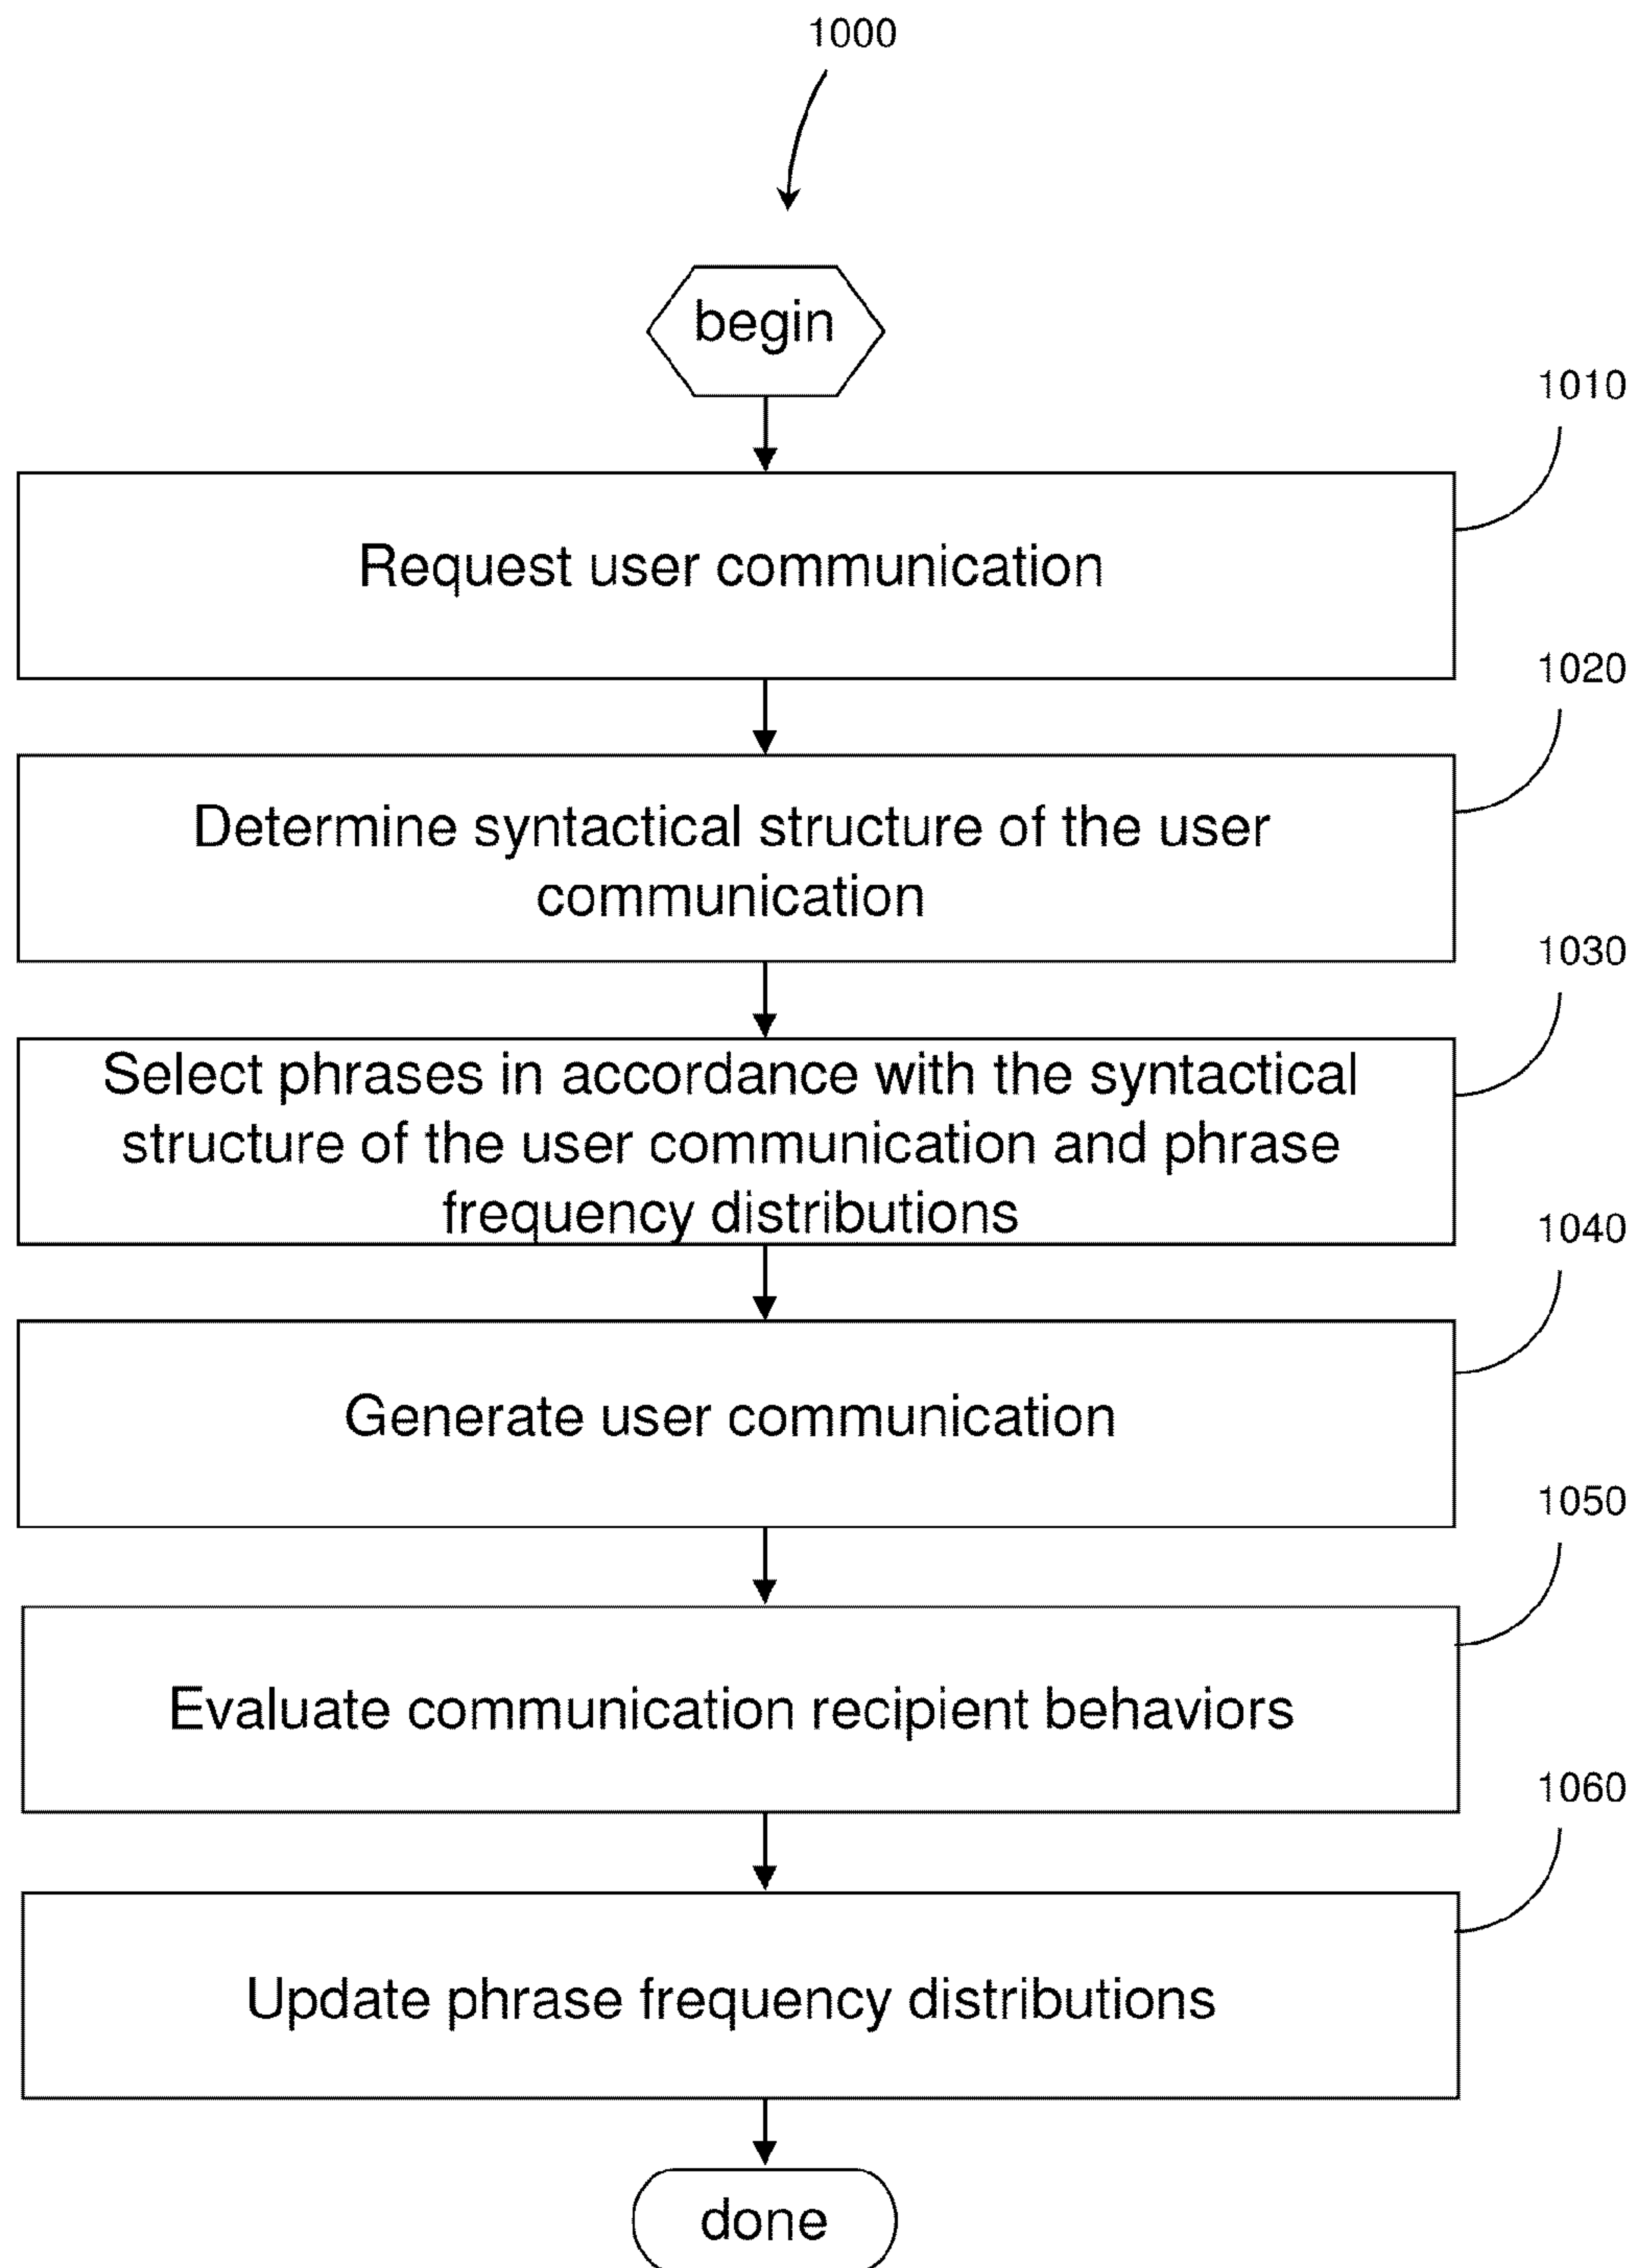 1000
begin
1010
Request user communication
1020
Determine syntactical structure of the user
communication
1030
Select phrases in accordance with the syntactical
structure of the user communication and phrase
frequency distributions
1040
Generate user communication
1050
Evaluate communication recipient behaviors
1060
Update phrase frequency distributions
done